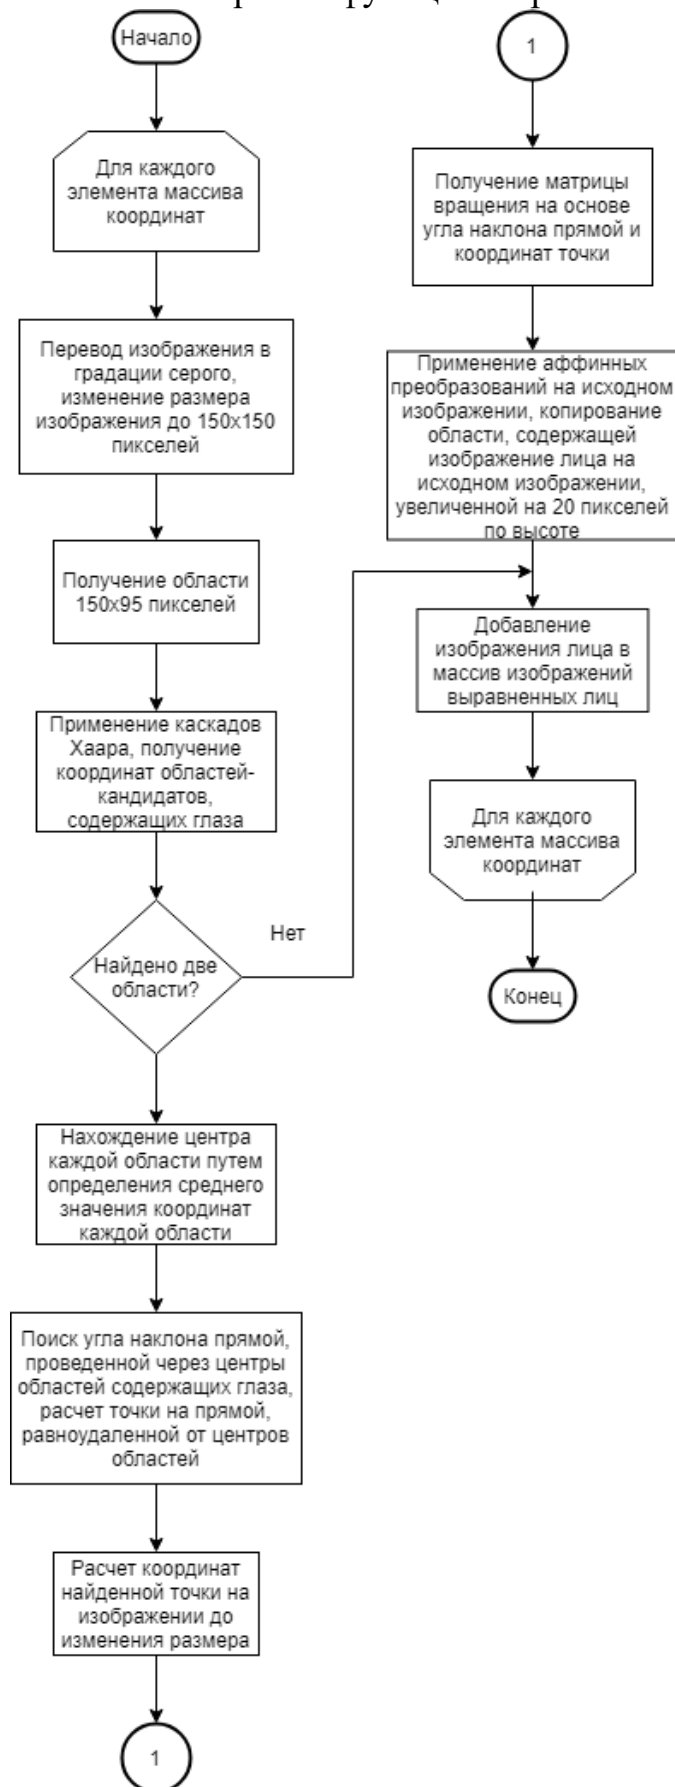 Начало
Для каждого
элемента массива
координат
Перевод изображения в
градации серого,
изменение размера
изображения до 150x150
пикселей
Получение области
150x95 пикселей
Применение каскадов
Хаара, получение
координат областей-
кандидатов,
содержащих глаза
Найдено две
области?
Нет
Нахождение центра
каждой области путем
определения среднего
значения координат
каждой области
Поиск угла наклона прямой,
проведенной через центры
областей содержащих глаза,
расчет точки на прямой,
равноудаленной от центров
областей
Расчет координат
найденной точки на
изображении до
изменения размера
1
1
Получение матрицы
вращения на основе
угла наклона прямой и
координат точки
Применение аффинных
преобразований на исходном
изображении, копирование
области, содержащей
изображение лица на
исходном изображении,
увеличенной на 20 пикселей
по высоте
Добавление
изображения лица в
массив изображений
выравненных лиц
Для каждого
элемента массива
координат
Конец